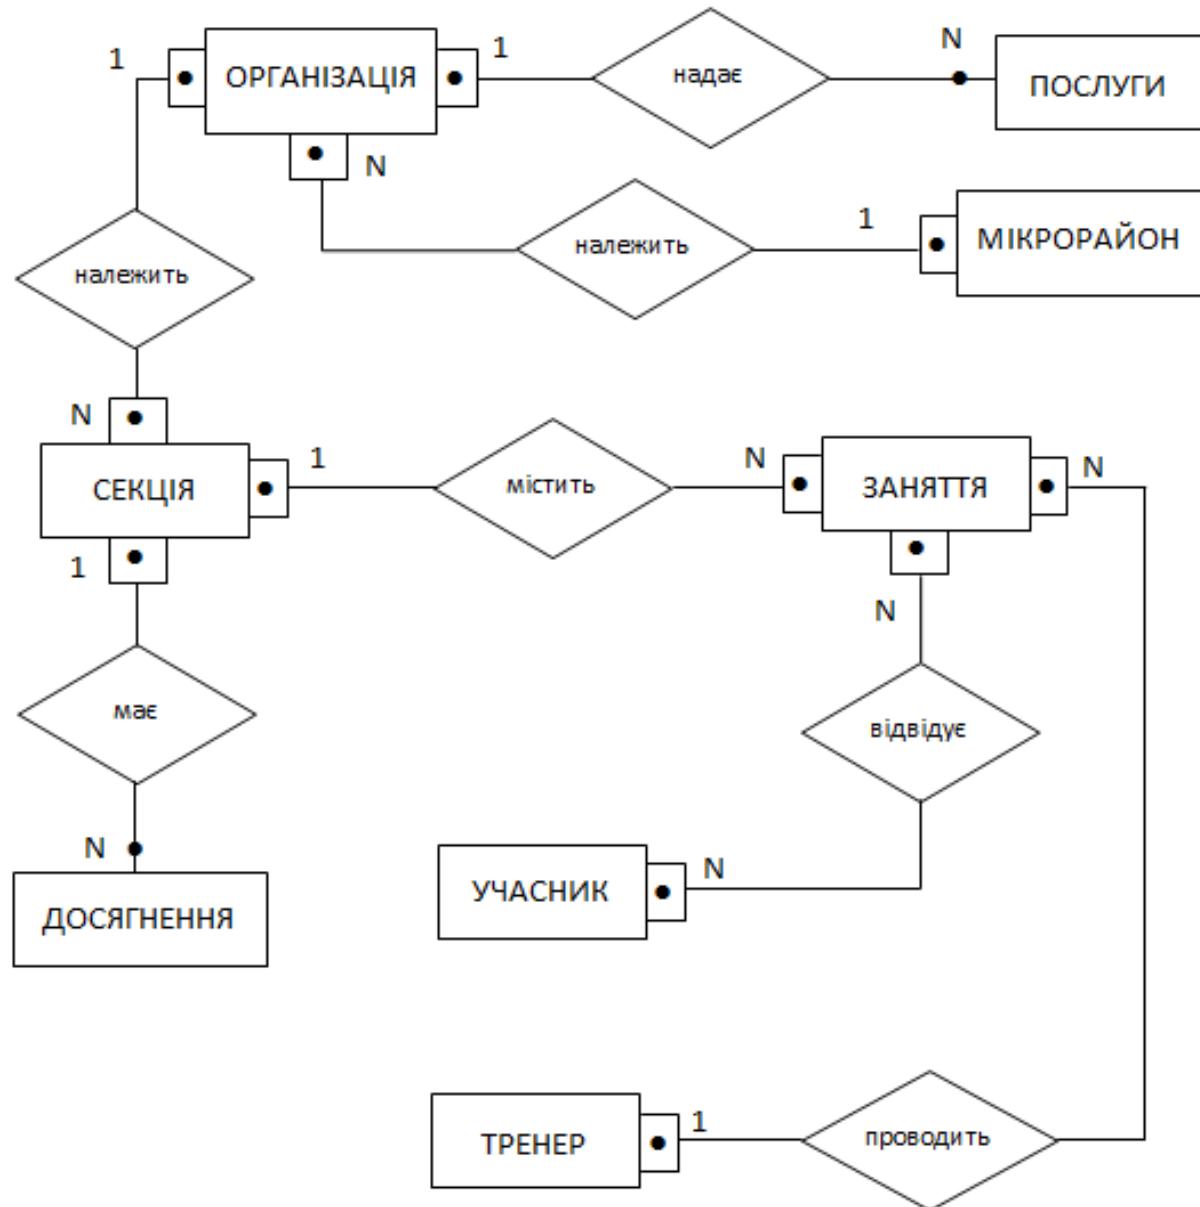 1
ОРГАНІЗАЦІЯ
1
надає
N
ПОСЛУГИ
N
належить
1
МІКРОРАЙОН
належить
N
СЕКЦІЯ
1
містить
N
ЗАНЯТТЯ
N
1
N
має
відвідує
N
ДОСЯГНЕННЯ
УЧАСНИК
N
ТРЕНЕР
1
проводить